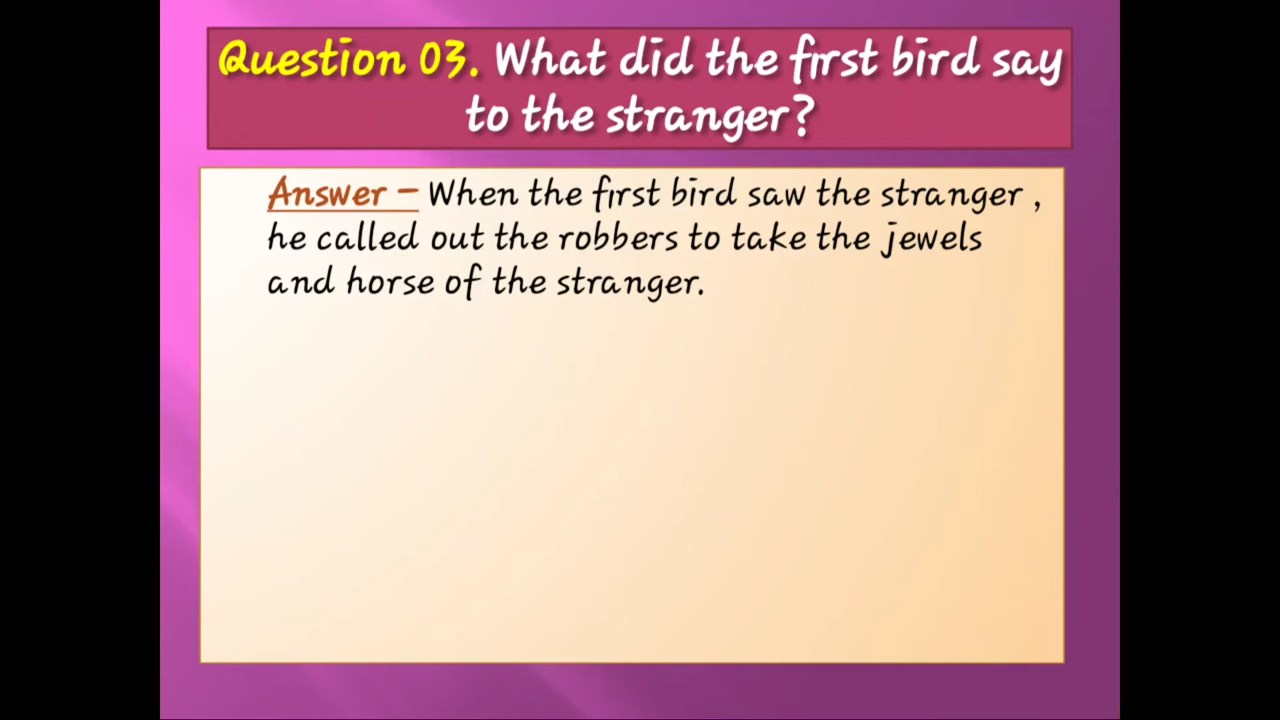 Question 03. What did the first bird say
to the stranger?
Answer – When the first bird saw the stranger ,
he called out the robbers to take the jewels
and horse of the stranger.